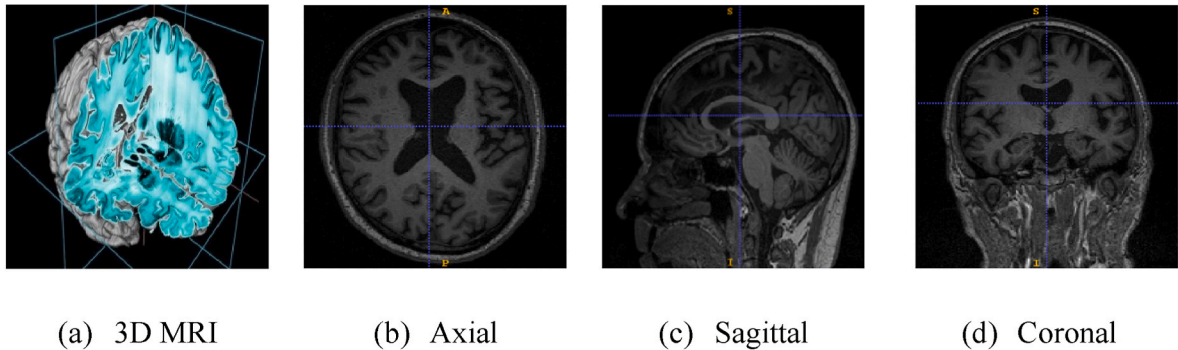 A
P
S
I
S
I
(a) 3D MRI
(b) Axial
(c) Sagittal
(d) Coronal